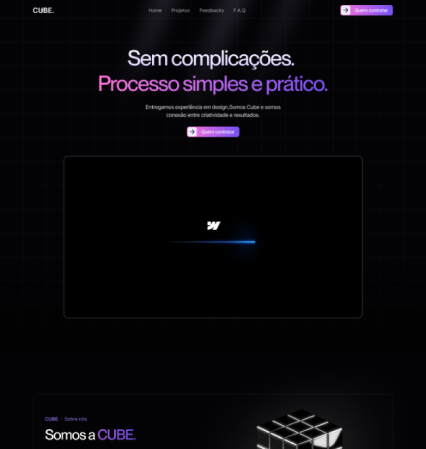 CUBE.
Home Projetos Feedbacks F.A.Q
Quero contratar
Sem complicações.
Processo simples e prático.
Entregamos experiência em design,Somos Cube e somos
conexão entre criatividade e resultados.
Quero contratar
CUBE. · Sobre nós
Somos a CUBE.